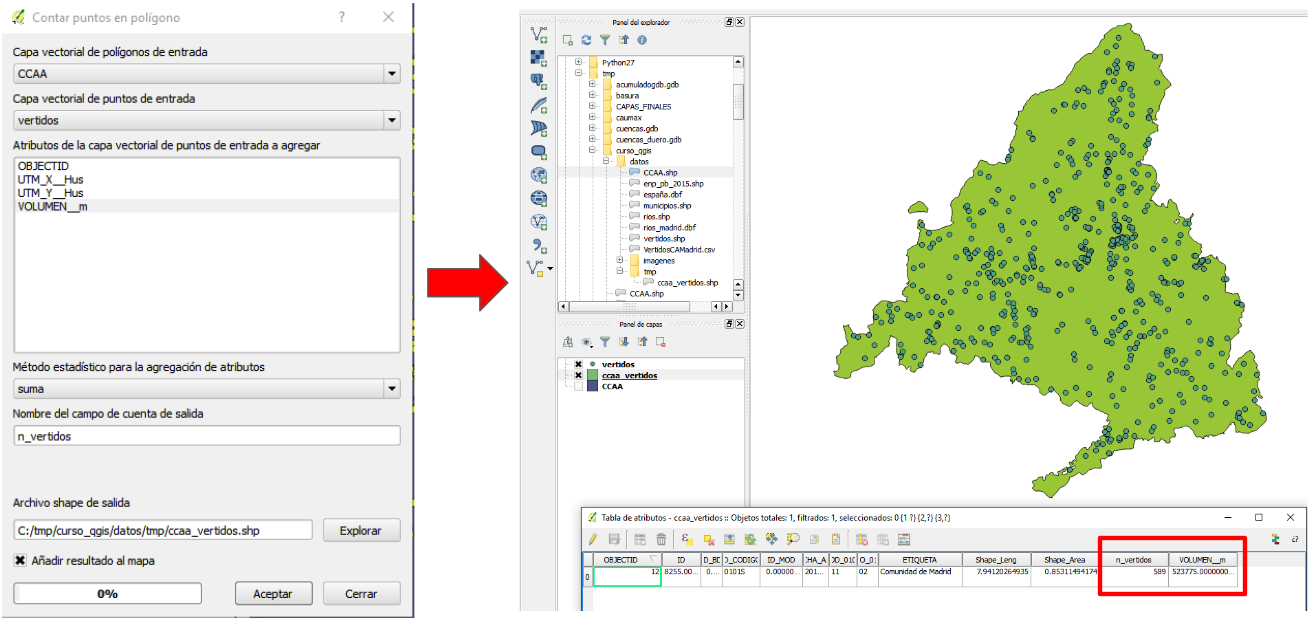 Contar puntos en polígono
Capa vectorial de polígonos de entrada
CCAA
Capa vectorial de puntos de entrada
vertidos
Atributos de la capa vectorial de puntos de entrada a agregar
OBJECTID
UTM_X__Hus
UTM_Y__Hus
VOLUMEN__m
Método estadístico para la agregación de atributos
suma
Nombre del campo de cuenta de salida
n_vertidos
Archivo shape de salida
C:/tmp/curso_qgis/datos/tmp/ccaa_vertidos.shp
Explorar
Añadir resultado al mapa
0%
Aceptar
Cerrar
Panel del explorador
Python27
tmp
acumuladogdb.gdb
basura
CAPAS_FINALES
caumax
cuencas.gdb
cuencas_duero.gdb
curso_qgis
datos
CCAA.shp
enp_pb_2015.shp
españa.dbf
municipios.shp
rios.shp
rios_madrid.dbf
vertidos.shp
VertidosCAMadrid.csv
imagenes
tmp
ccaa_vertidos.shp
CCAA.shp
Panel de capas
vertidos
ccaa_vertidos
CCAA
Tabla de atributos - ccaa_vertidos :: Objetos totales: 1, filtrados: 1, seleccionados: 0 {1 ?} {2,?} {3,?}
OBJECTID ID ID_MOD ETIQUETA Shape_Leng Shape_Area n_vertidos VOLUMEN__m
0 12 8255.00... 0.... 01015 0.00000... 201... 11 02 Comunidad de Madrid 7.94120264935 0.85311494174 589 523775.0000000...